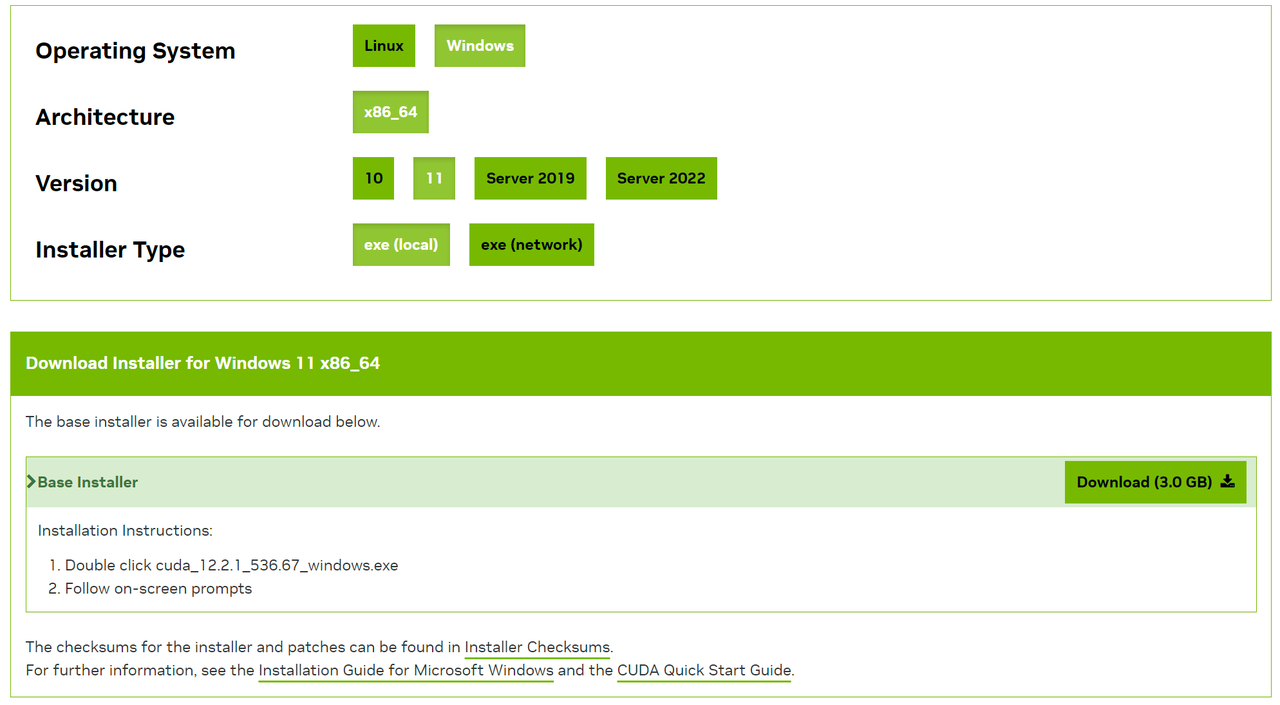 Operating System Linux Windows
Architecture x86_64
Version 10 11 Server 2019 Server 2022
Installer Type exe (local) exe (network)
Download Installer for Windows 11 x86_64
The base installer is available for download below.
Base Installer Download (3.0 GB)
Installation Instructions:
1. Double click cuda_12.2.1_536.67_windows.exe
2. Follow on-screen prompts
The checksums for the installer and patches can be found in Installer Checksums.
For further information, see the Installation Guide for Microsoft Windows and the CUDA Quick Start Guide.